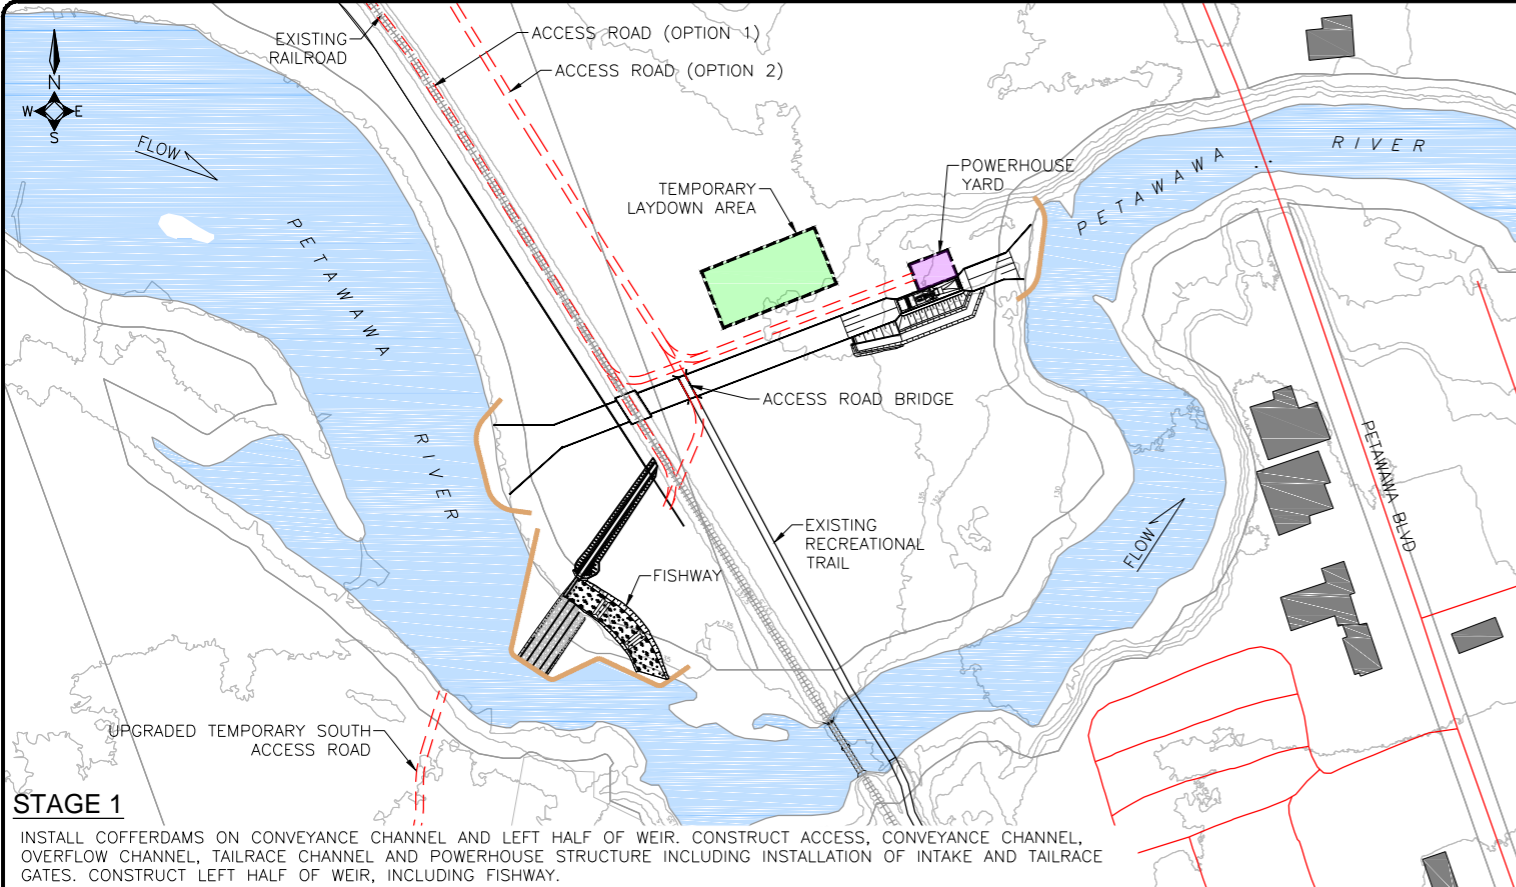 EXISTING
RAILROAD
ACCESS ROAD (OPTION 1)
ACCESS ROAD (OPTION 2)
N
W
E
S
FLOW
PETAWAWA
RIVER
TEMPORARY
LAYDOWN AREA
POWERHOUSE
YARD
PETAWAWA
RIVER
ACCESS ROAD BRIDGE
EXISTING
RECREATIONAL
TRAIL
FISHWAY
FLOW
PETAWAWA BLVD
UPGRADED TEMPORARY SOUTH
ACCESS ROAD
STAGE 1
INSTALL COFFERDAMS ON CONVEYANCE CHANNEL AND LEFT HALF OF WEIR. CONSTRUCT ACCESS, CONVEYANCE CHANNEL,
OVERFLOW CHANNEL, TAILRACE CHANNEL AND POWERHOUSE STRUCTURE INCLUDING INSTALLATION OF INTAKE AND TAILRACE
GATES. CONSTRUCT LEFT HALF OF WEIR, INCLUDING FISHWAY.